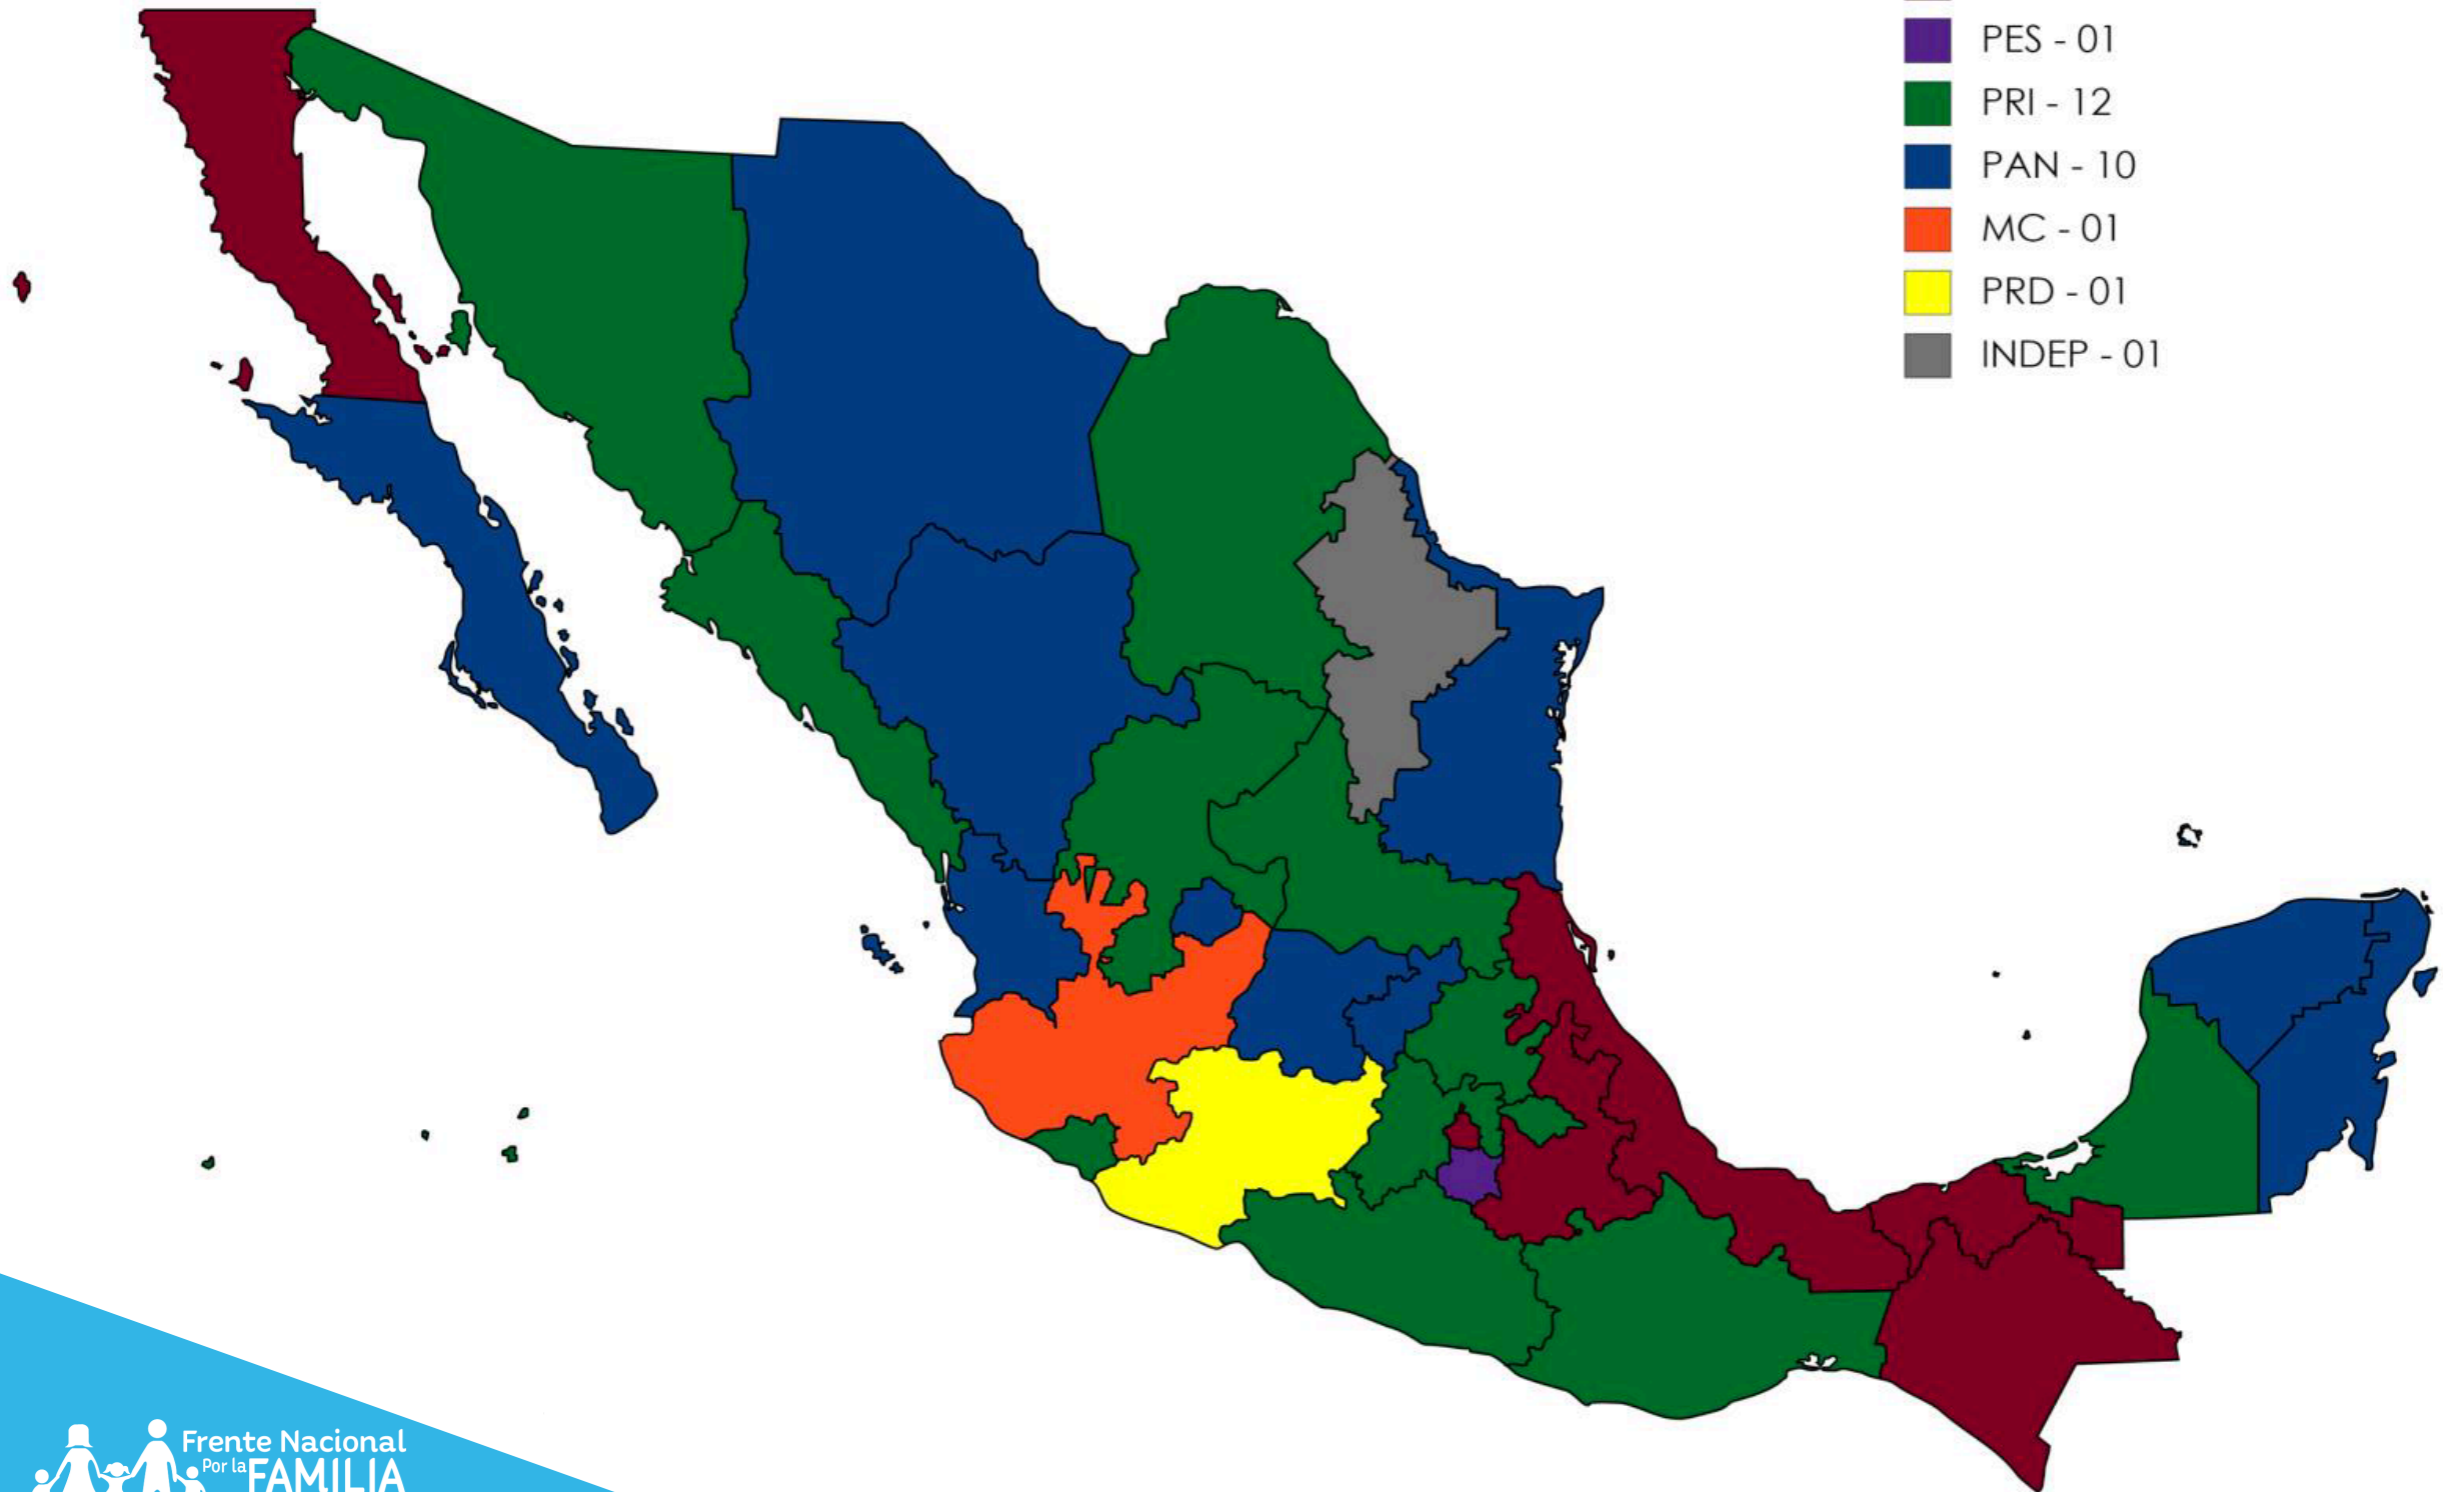 PES - 01
PRI - 12
PAN - 10
MC - 01
PRD - 01
INDEP - 01
Frente Nacional
Por la
FAMILIA